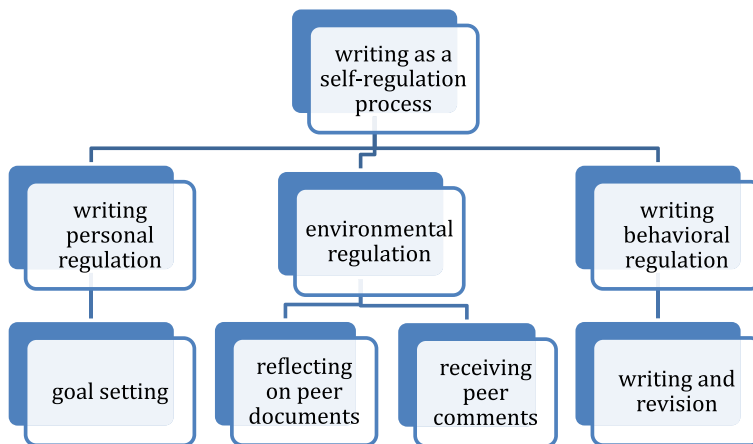 writing as a
self-regulation
process
writing
personal
regulation
environmental
regulation
writing
behavioral
regulation
goal setting
reflecting
on peer
documents
receiving
peer
comments
writing and
revision